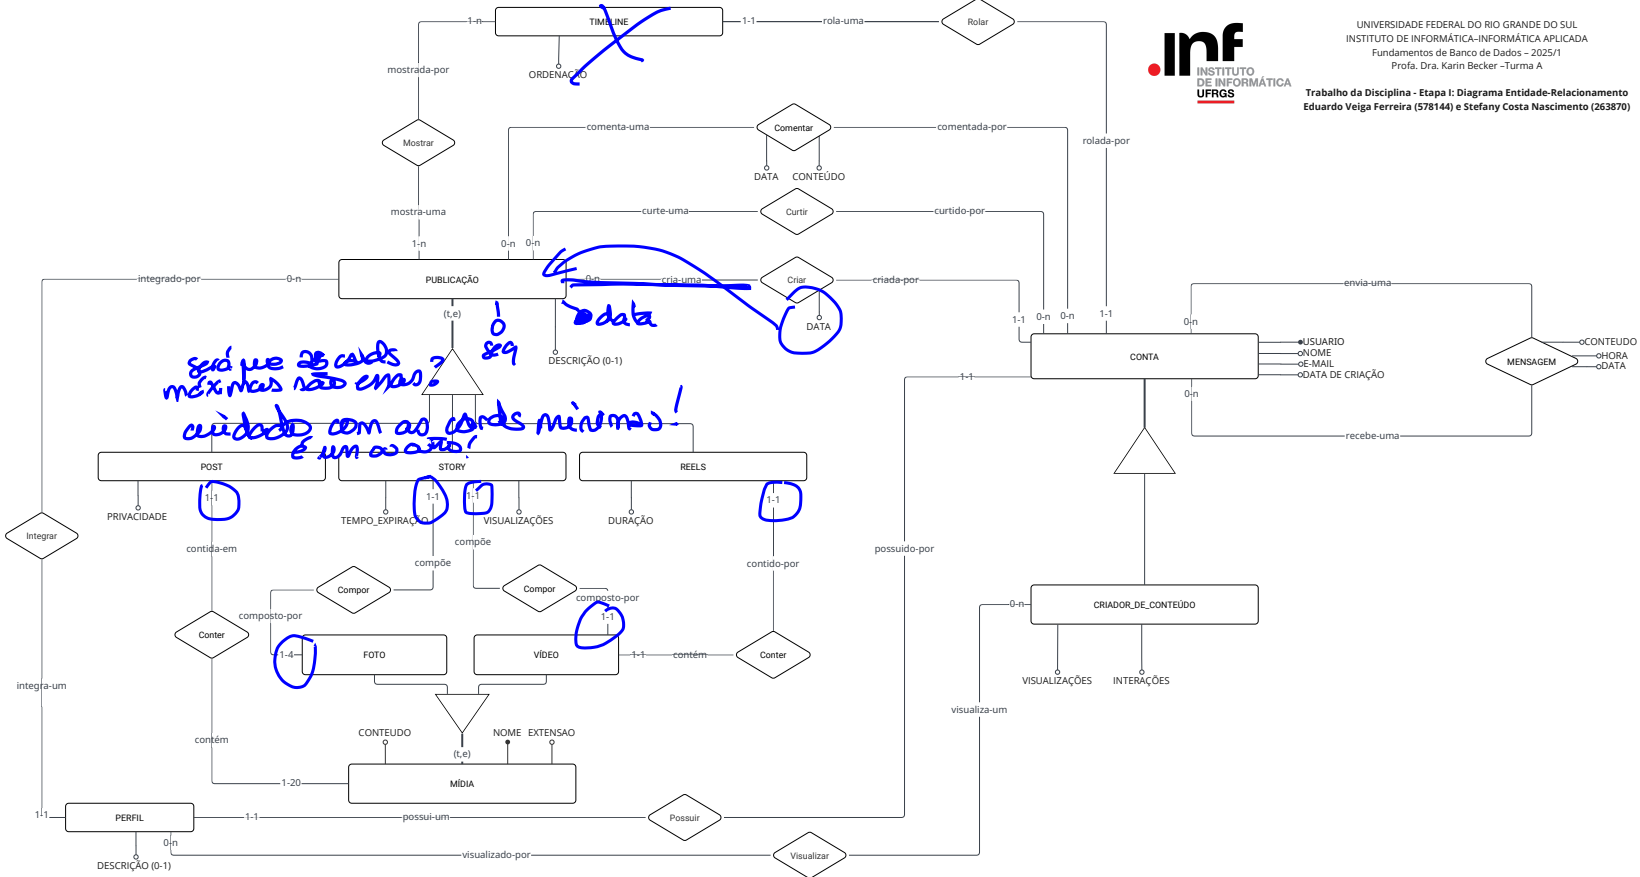 1-n
TIMELINE
1-1
rola-uma
Rolar
inf
INSTITUTO
DE INFORMÁTICA
UFRGS
UNIVERSIDADE FEDERAL DO RIO GRANDE DO SUL
INSTITUTO DE INFORMÁTICA–INFORMÁTICA APLICADA
Fundamentos de Banco de Dados – 2025/1
Profa. Dra. Karin Becker –Turma A
Trabalho da Disciplina - Etapa I: Diagrama Entidade-Relacionamento
Eduardo Veiga Ferreira (578144) e Stefany Costa Nascimento (263870)
mostrada-por
ORDENAÇÃO
Mostrar
comenta-uma
Comentar
comentada-por
rolada-por
DATA
CONTEÚDO
mostra-uma
curte-uma
Curtir
curtido-por
1-n
0-n
0-n
integrado-por
0-n
PUBLICAÇÃO
0-n
cria-uma
Criar
criada-por
envia-uma
(t,e)
data
DATA
1-1
0-n
0-n
1-1
0-n
seq
DESCRIÇÃO (0-1)
CONTA
USUARIO
NOME
E-MAIL
DATA DE CRIAÇÃO
MENSAGEM
CONTEUDO
HORA
DATA
será que as cards
máximas são essas?
1-1
0-n
cuidado com as cards mínimas!
é um
recebe-uma
POST
STORY
REELS
1-1
1-1
1-1
1-1
PRIVACIDADE
TEMPO_EXPIRAÇÃO
VISUALIZAÇÕES
DURAÇÃO
Integrar
contida-em
compõe
compõe
contido-por
possuido-por
Compor
Compor
composto-por
composto-por
1-1
CRIADOR_DE_CONTEÚDO
0-n
Conter
1-4
FOTO
VÍDEO
1-1
contém
Conter
VISUALIZAÇÕES
INTERAÇÕES
integra-um
visualiza-um
contém
CONTEUDO
NOME
EXTENSAO
(t,e)
1-20
MÍDIA
1-1
PERFIL
1-1
possui-um
Possuir
0-n
DESCRIÇÃO (0-1)
visualizado-por
Visualizar